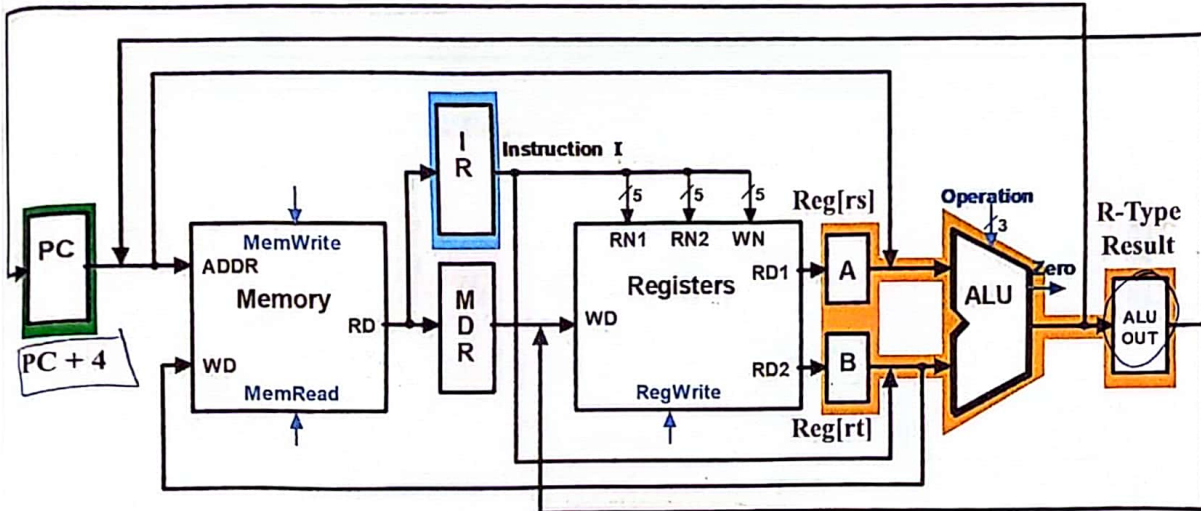 PC
PC + 4
MemWrite
ADDR
Memory
RD
WD
MemRead
I
R
Instruction I
M
D
R
5
5
5
RN1
RN2
WN
RD1
Registers
WD
RD2
RegWrite
Reg[rs]
A
B
Reg[rt]
Operation
3
Zero
ALU
R-Type
Result
ALU
OUT